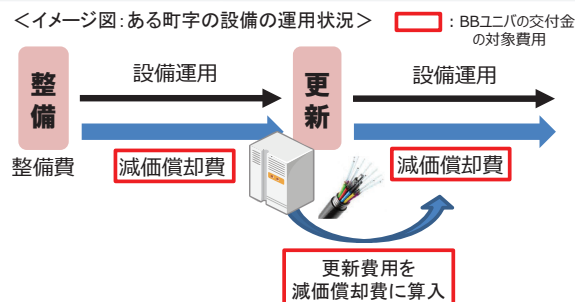 ＜イメージ図：ある町字の設備の運用状況＞
：BBユニバの交付金
の対象費用
整備
設備運用
更新
設備運用
整備費
減価償却費
減価償却費
更新費用を
減価償却費に算入